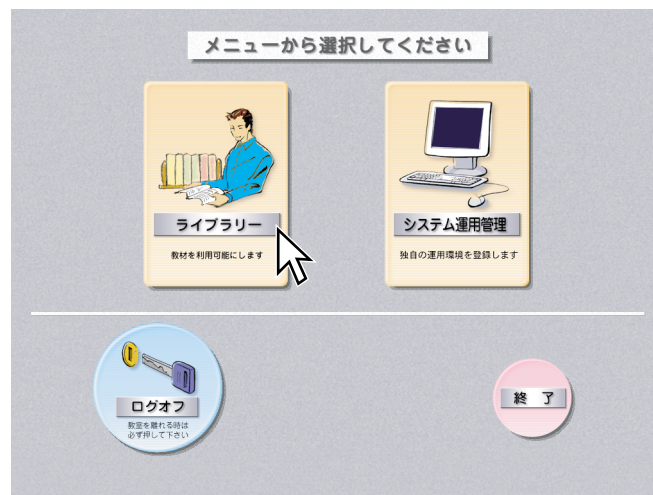 メニューから選択してください
ライブラリー
教材を利用可能にします
システム運用管理
独自の運用環境を登録します
ログオフ
教室を離れる時は
必ず押して下さい
終 了